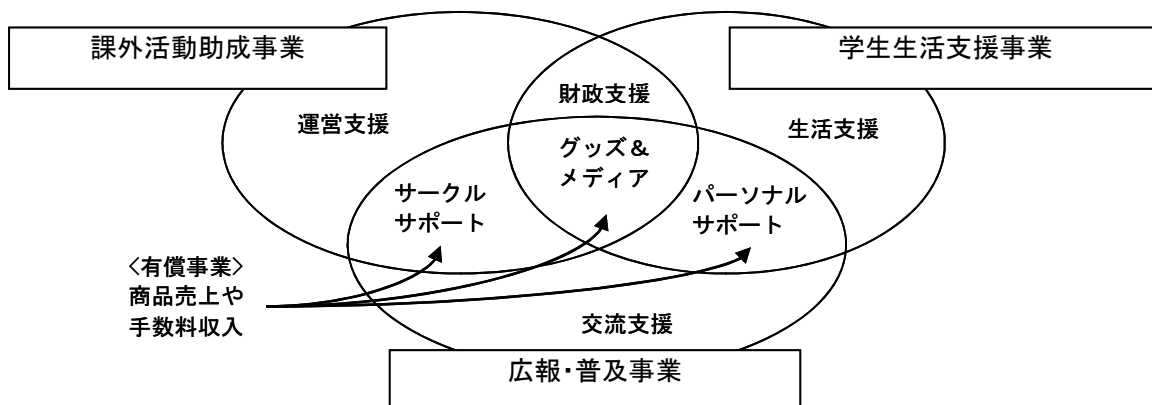 課外活動助成事業
学生生活支援事業
財政支援
運営支援
生活支援
グッズ＆
メディア
サークル
サポート
パーソナル
サポート
〈有償事業〉
商品売上や
手数料収入
交流支援
広報・普及事業